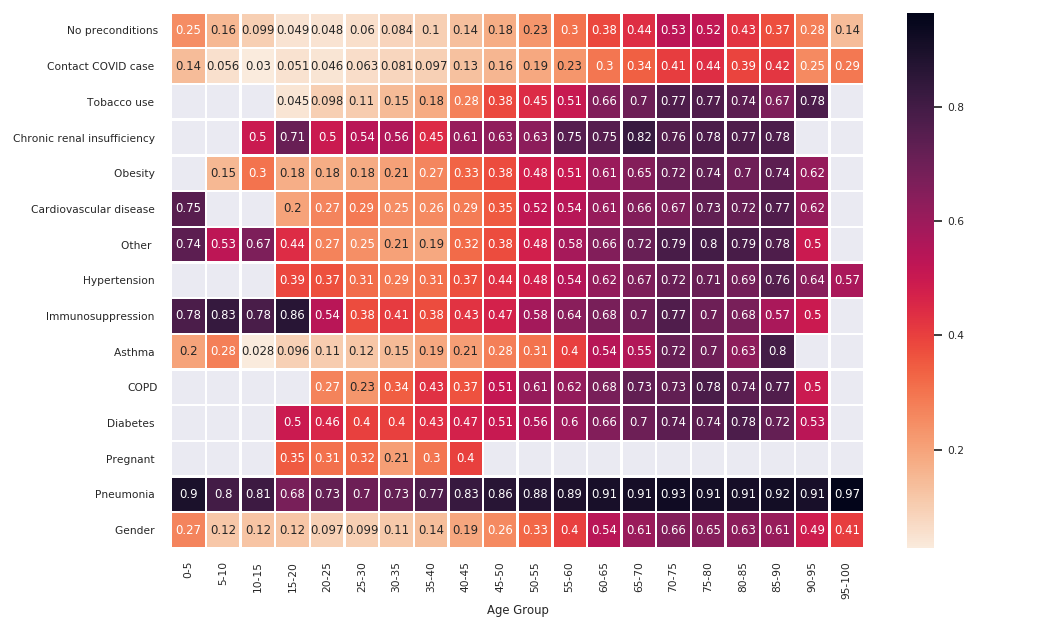 No preconditions 0.25 0.16 0.099 0.049 0.048 0.06 0.084 0.1 0.14 0.18 0.23 0.3 0.38 0.44 0.53 0.52 0.43 0.37 0.28 0.14
Contact COVID case 0.14 0.056 0.03 0.051 0.046 0.063 0.081 0.097 0.13 0.16 0.19 0.23 0.3 0.34 0.41 0.44 0.39 0.42 0.25 0.29
Tobacco use 0.045 0.098 0.11 0.15 0.18 0.28 0.38 0.45 0.51 0.66 0.7 0.77 0.77 0.74 0.67 0.78
Chronic renal insufficiency 0.5 0.71 0.5 0.54 0.56 0.45 0.61 0.63 0.63 0.75 0.75 0.82 0.76 0.78 0.77 0.78
Obesity 0.15 0.3 0.18 0.18 0.18 0.21 0.27 0.33 0.38 0.48 0.51 0.61 0.65 0.72 0.74 0.7 0.74 0.62
Cardiovascular disease 0.75 0.2 0.27 0.29 0.25 0.26 0.29 0.35 0.52 0.54 0.61 0.66 0.67 0.73 0.72 0.77 0.62
Other 0.74 0.53 0.67 0.44 0.27 0.25 0.21 0.19 0.32 0.38 0.48 0.58 0.66 0.72 0.79 0.8 0.79 0.78 0.5
Hypertension 0.39 0.37 0.31 0.29 0.31 0.37 0.44 0.48 0.54 0.62 0.67 0.72 0.71 0.69 0.76 0.64 0.57
Immunosuppression 0.78 0.83 0.78 0.86 0.54 0.38 0.41 0.38 0.43 0.47 0.58 0.64 0.68 0.7 0.77 0.7 0.68 0.57 0.5
Asthma 0.2 0.28 0.028 0.096 0.11 0.12 0.15 0.19 0.21 0.28 0.31 0.4 0.54 0.55 0.72 0.7 0.63 0.8
COPD 0.27 0.23 0.34 0.43 0.37 0.51 0.61 0.62 0.68 0.73 0.73 0.78 0.74 0.77 0.5
Diabetes 0.5 0.46 0.4 0.4 0.43 0.47 0.51 0.56 0.6 0.66 0.7 0.74 0.74 0.78 0.72 0.53
Pregnant 0.35 0.31 0.32 0.21 0.3 0.4
Pneumonia 0.9 0.8 0.81 0.68 0.73 0.7 0.73 0.77 0.83 0.86 0.88 0.89 0.91 0.91 0.93 0.91 0.91 0.92 0.91 0.97
Gender 0.27 0.12 0.12 0.12 0.097 0.099 0.11 0.14 0.19 0.26 0.33 0.4 0.54 0.61 0.66 0.65 0.63 0.61 0.49 0.41
0-5 5-10 10-15 15-20 20-25 25-30 30-35 35-40 40-45 45-50 50-55 55-60 60-65 65-70 70-75 75-80 80-85 85-90 90-95 95-100
Age Group
0.8
0.6
0.4
0.2